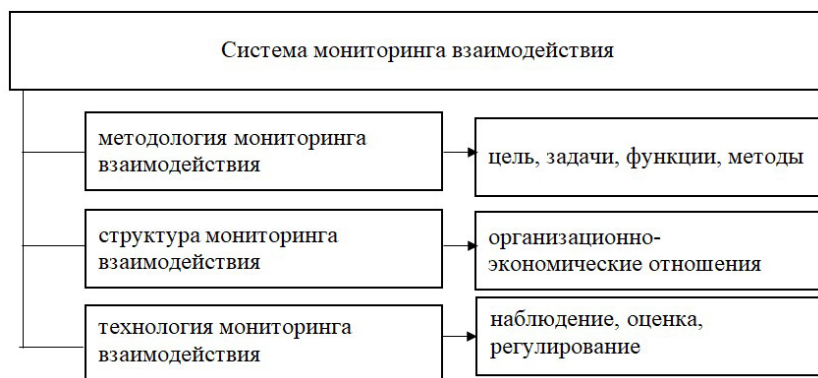 Система мониторинга взаимодействия
методология мониторинга
взаимодействия
цель, задачи, функции, методы
структура мониторинга
взаимодействия
организационно-
экономические отношения
технология мониторинга
взаимодействия
наблюдение, оценка,
регулирование